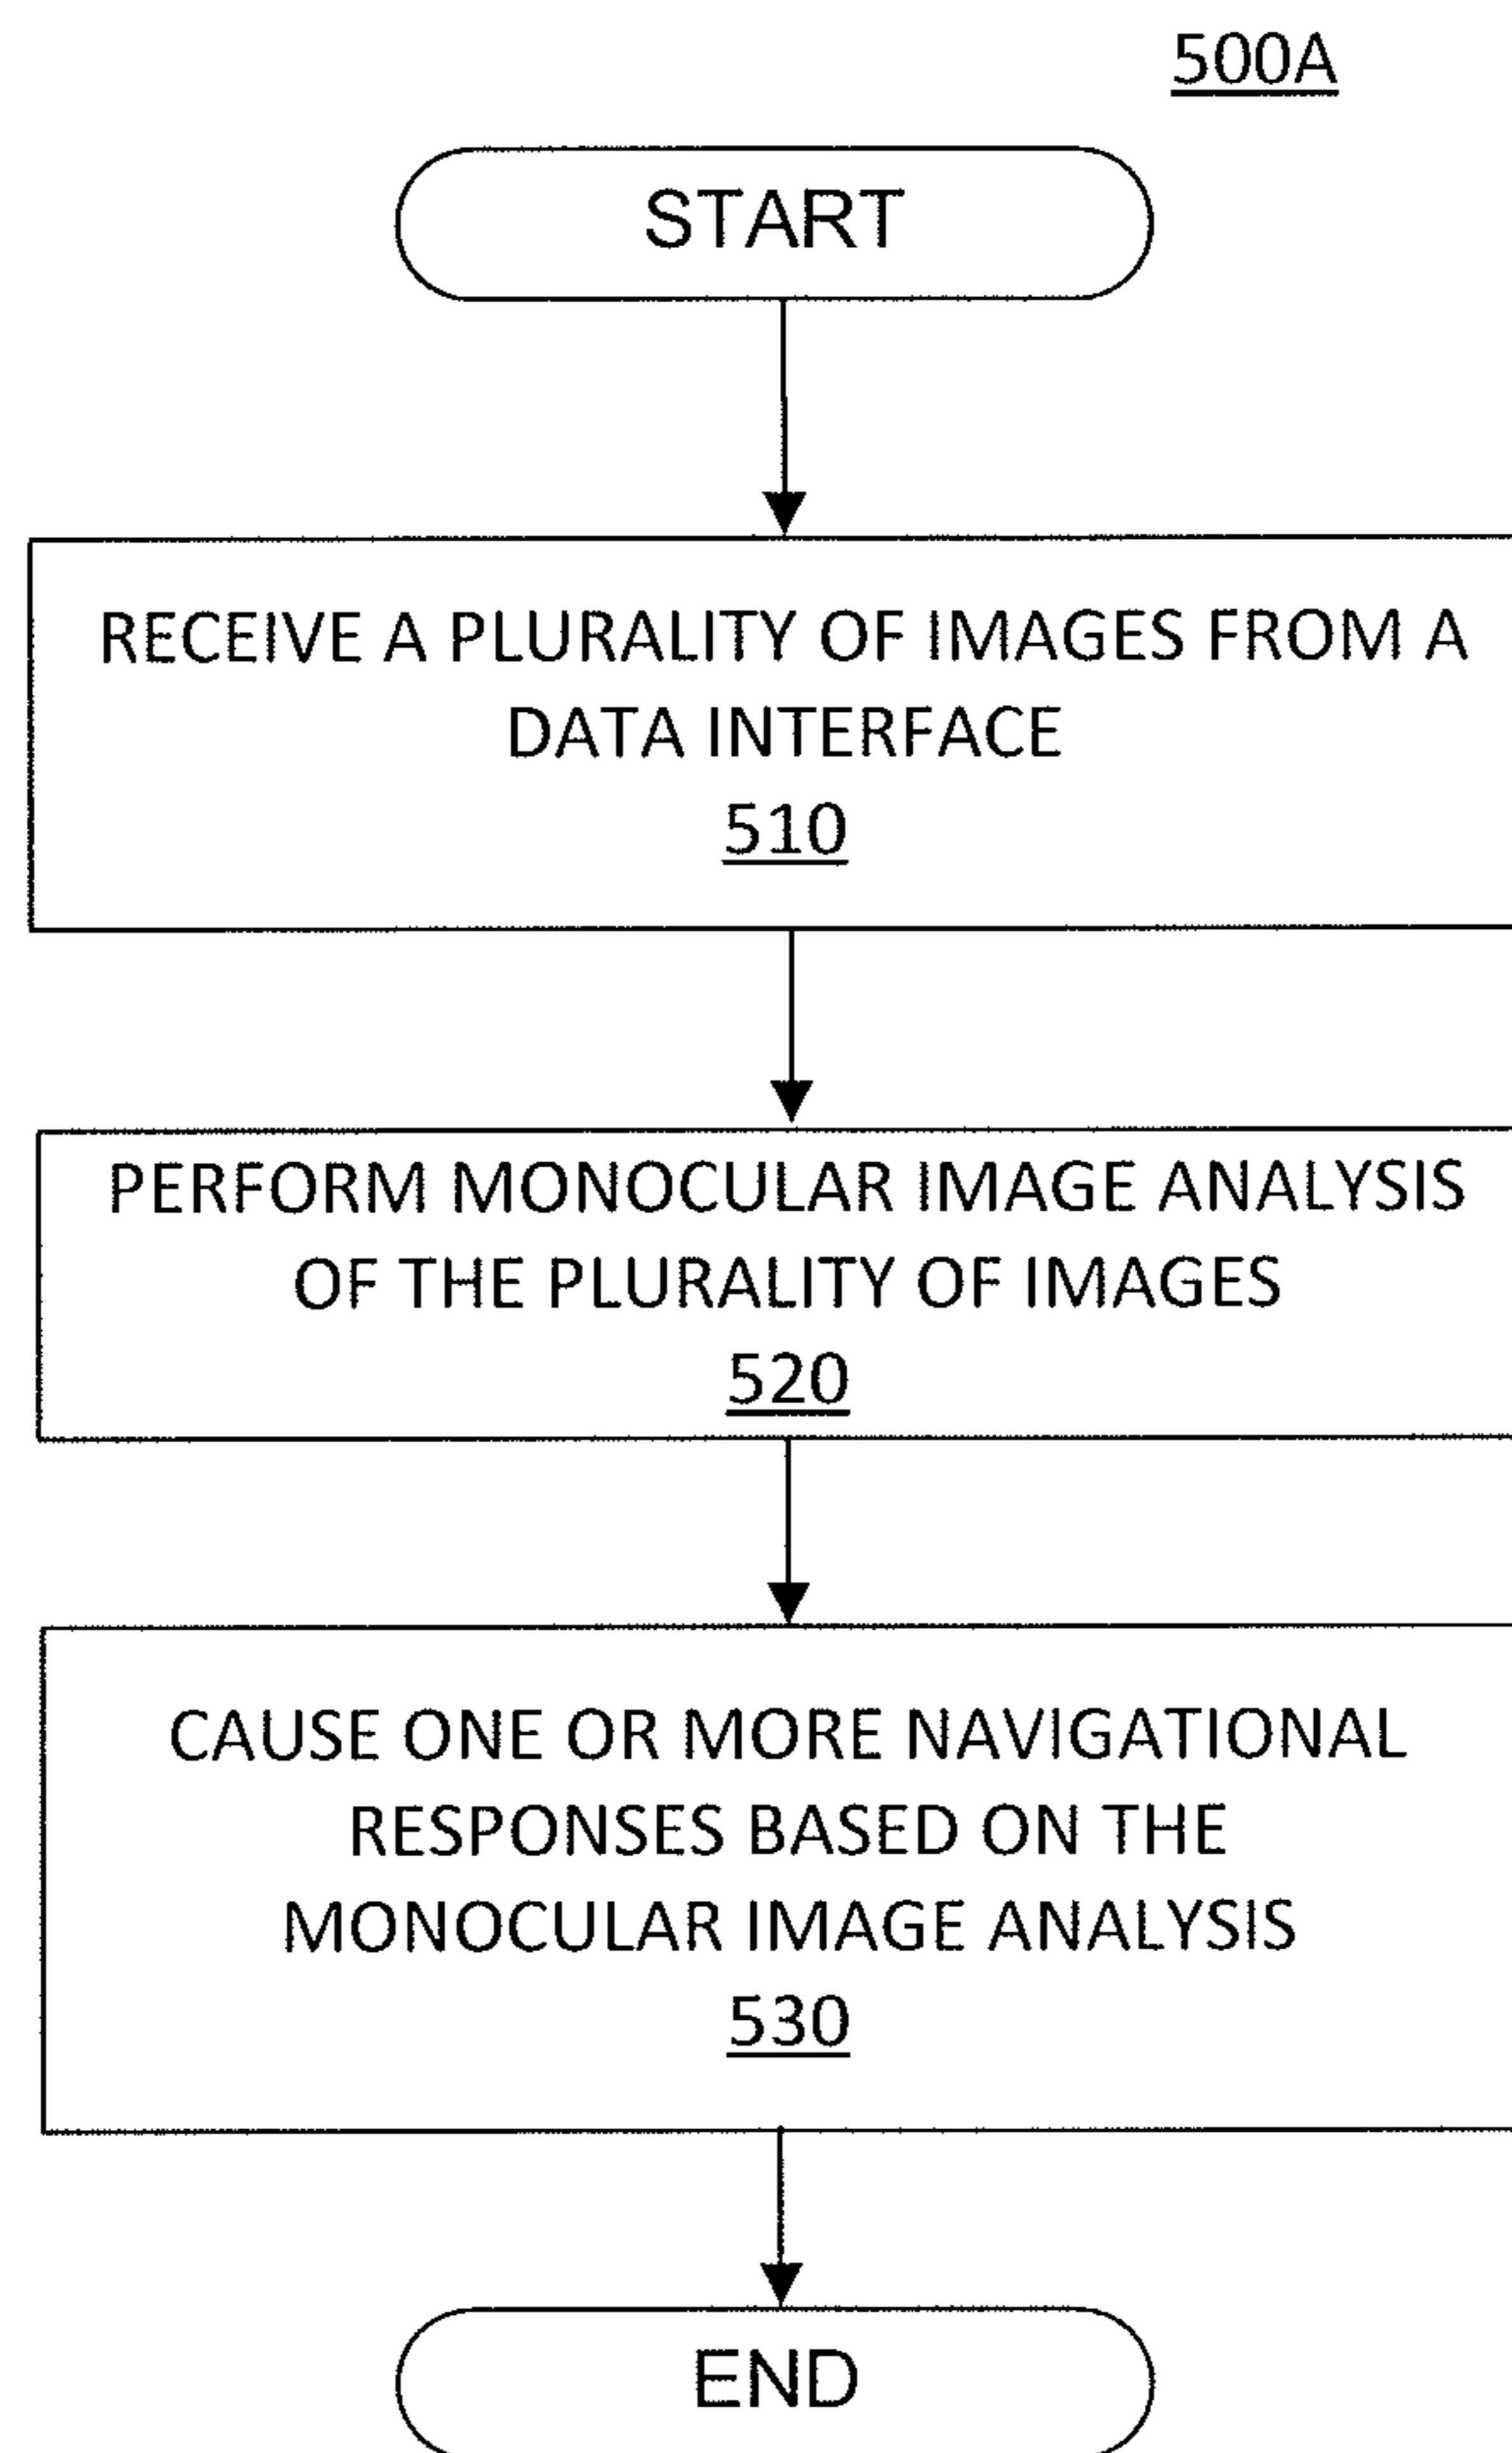 500A
START
RECEIVE A PLURALITY OF IMAGES FROM A
DATA INTERFACE
510
PERFORM MONOCULAR IMAGE ANALYSIS
OF THE PLURALITY OF IMAGES
520
CAUSE ONE OR MORE NAVIGATIONAL
RESPONSES BASED ON THE
MONOCULAR IMAGE ANALYSIS
530
END